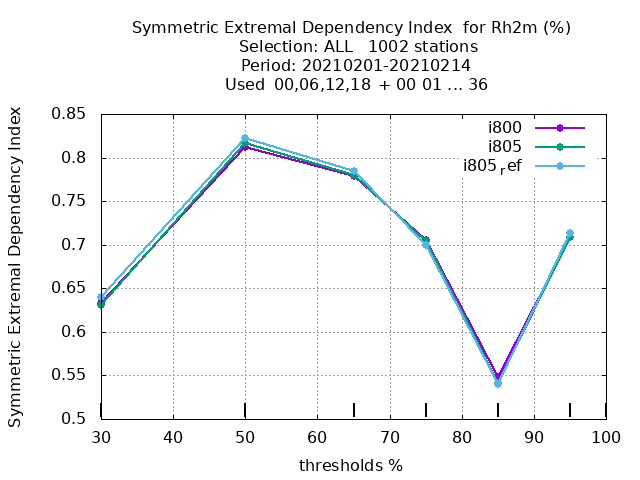 Symmetric Extremal Dependency Index  for Rh2m (%)
Selection: ALL   1002 stations
Period: 20210201-20210214
Used  00,06,12,18  + 00 01 ... 36
Symmetric Extremal Dependency Index
0.85
0.8
0.75
0.7
0.65
0.6
0.55
0.5
i800
i805
i805ref
30 40 50 60 70 80 90 100
thresholds %